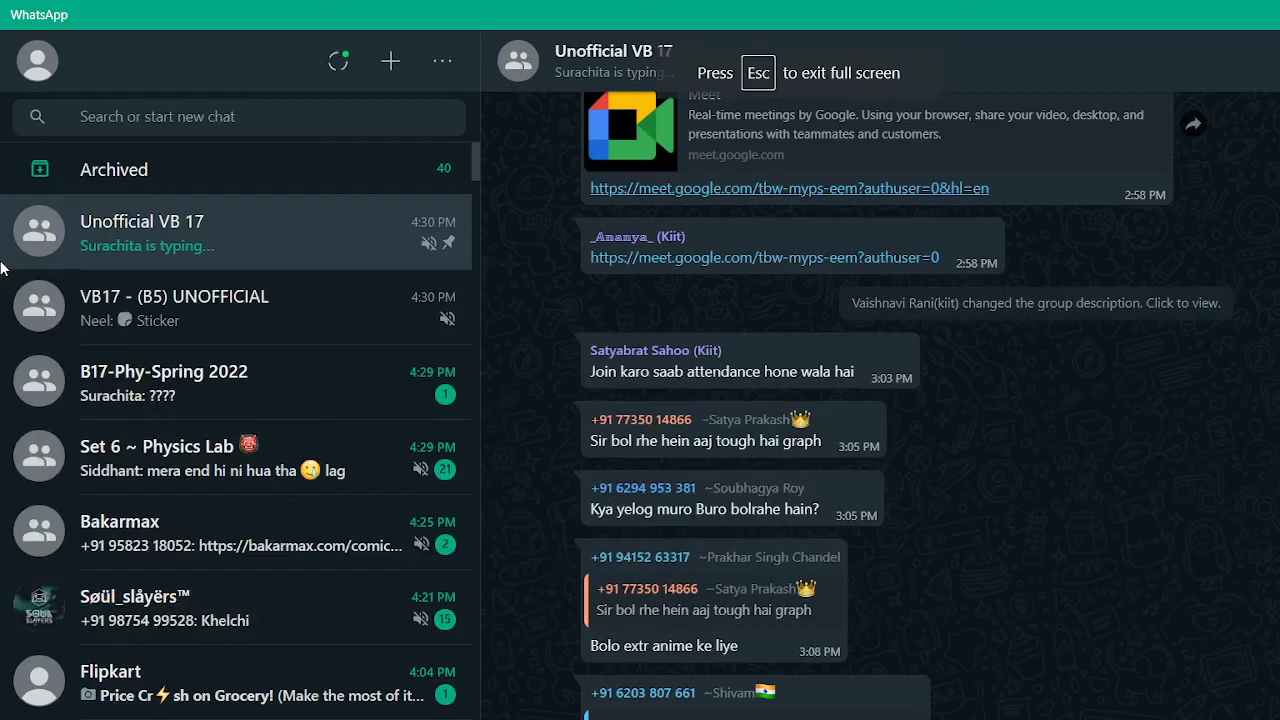 WhatsApp
Search or start new chat
Archived 40
Unofficial VB 17 4:30 PM
Surachita is typing...
VB17 - (B5) UNOFFICIAL 4:30 PM
Neel: Sticker
B17-Phy-Spring 2022 4:29 PM
Surachita: ???? 1
Set 6 ~ Physics Lab 👹 4:29 PM
Siddhant: mera end hi ni hua tha 🥲 lag 21
Bakarmax 4:25 PM
+91 95823 18052: https://bakarmax.com/comic... 2
Søül_slåyërs™ 4:21 PM
+91 98754 99528: Khelchi 15
SOUL
SLAYERS
Flipkart 4:04 PM
Price Cr⚡sh on Grocery! (Make the most of it... 1
Unofficial VB 17
Surachita is typing...
Press Esc to exit full screen
Meet
Real-time meetings by Google. Using your browser, share your video, desktop, and
presentations with teammates and customers.
meet.google.com
https://meet.google.com/tbw-myps-eem?authuser=0&hl=en 2:58 PM
_𝔸𝕟𝕒𝕟𝕪𝕒_ (Kiit)
https://meet.google.com/tbw-myps-eem?authuser=0 2:58 PM
Vaishnavi Rani(kiit) changed the group description. Click to view.
Satyabrat Sahoo (Kiit)
Join karo saab attendance hone wala hai 3:03 PM
+91 77350 14866 ~Satya Prakash👑
Sir bol rhe hein aaj tough hai graph 3:05 PM
+91 6294 953 381 ~Soubhagya Roy
Kya yelog muro Buro bolrahe hain? 3:05 PM
+91 94152 63317 ~Prakhar Singh Chandel
+91 77350 14866 ~Satya Prakash👑
Sir bol rhe hein aaj tough hai graph
Bolo extr anime ke liye 3:08 PM
+91 6203 807 661 ~Shivam🇮🇳